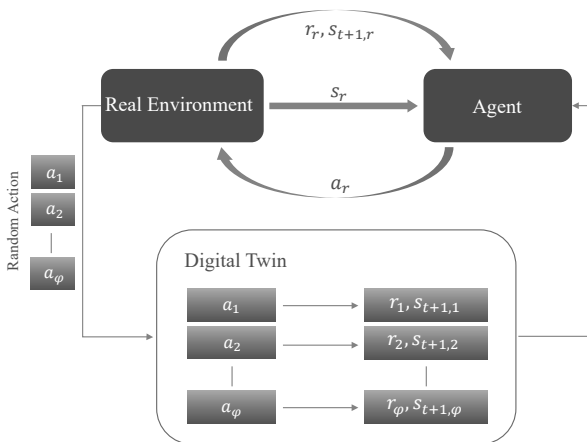 r_r, s_{t+1,r}
Real Environment
s_r
Agent
a_r
Random Action
a_1
a_2
a_φ
Digital Twin
a_1
r_1, s_{t+1,1}
a_2
r_2, s_{t+1,2}
a_φ
r_φ, s_{t+1,φ}